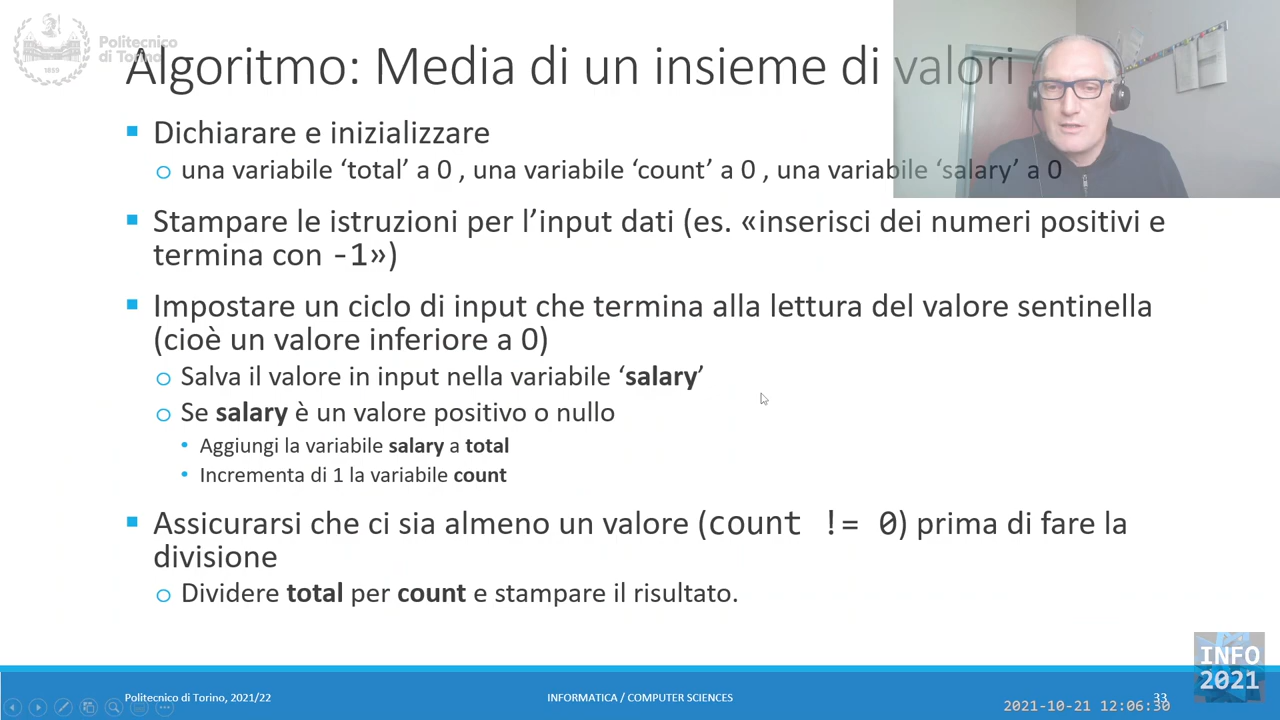 Politecnico
di Torino
1859
Algoritmo: Media di un insieme di valori
Dichiarare e inizializzare
una variabile ‘total’ a 0 , una variabile ‘count’ a 0 , una variabile ‘salary’ a 0
Stampare le istruzioni per l’input dati (es. «inserisci dei numeri positivi e
termina con -1»)
Impostare un ciclo di input che termina alla lettura del valore sentinella
(cioè un valore inferiore a 0)
Salva il valore in input nella variabile ‘salary’
Se salary è un valore positivo o nullo
Aggiungi la variabile salary a total
Incrementa di 1 la variabile count
Assicurarsi che ci sia almeno un valore (count != 0) prima di fare la
divisione
Dividere total per count e stampare il risultato.
INFO
2021
Politecnico di Torino, 2021/22
INFORMATICA / COMPUTER SCIENCES
33
2021-10-21 12:06:30